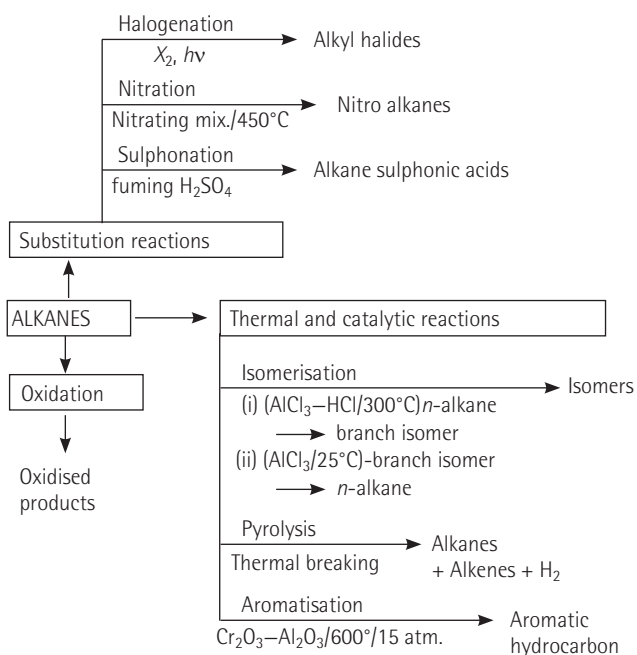 Halogenation
X₂, hν
Alkyl halides
Nitration
Nitrating mix./450°C
Nitro alkanes
Sulphonation
fuming H₂SO₄
Alkane sulphonic acids
Substitution reactions
ALKANES
Thermal and catalytic reactions
Oxidation
Oxidised
products
Isomerisation
Isomers
(i) (AlCl₃–HCl/300°C)n-alkane
branch isomer
(ii) (AlCl₃/25°C)-branch isomer
n-alkane
Pyrolysis
Thermal breaking
Alkanes
+ Alkenes + H₂
Aromatisation
Cr₂O₃–Al₂O₃/600°/15 atm.
Aromatic
hydrocarbon